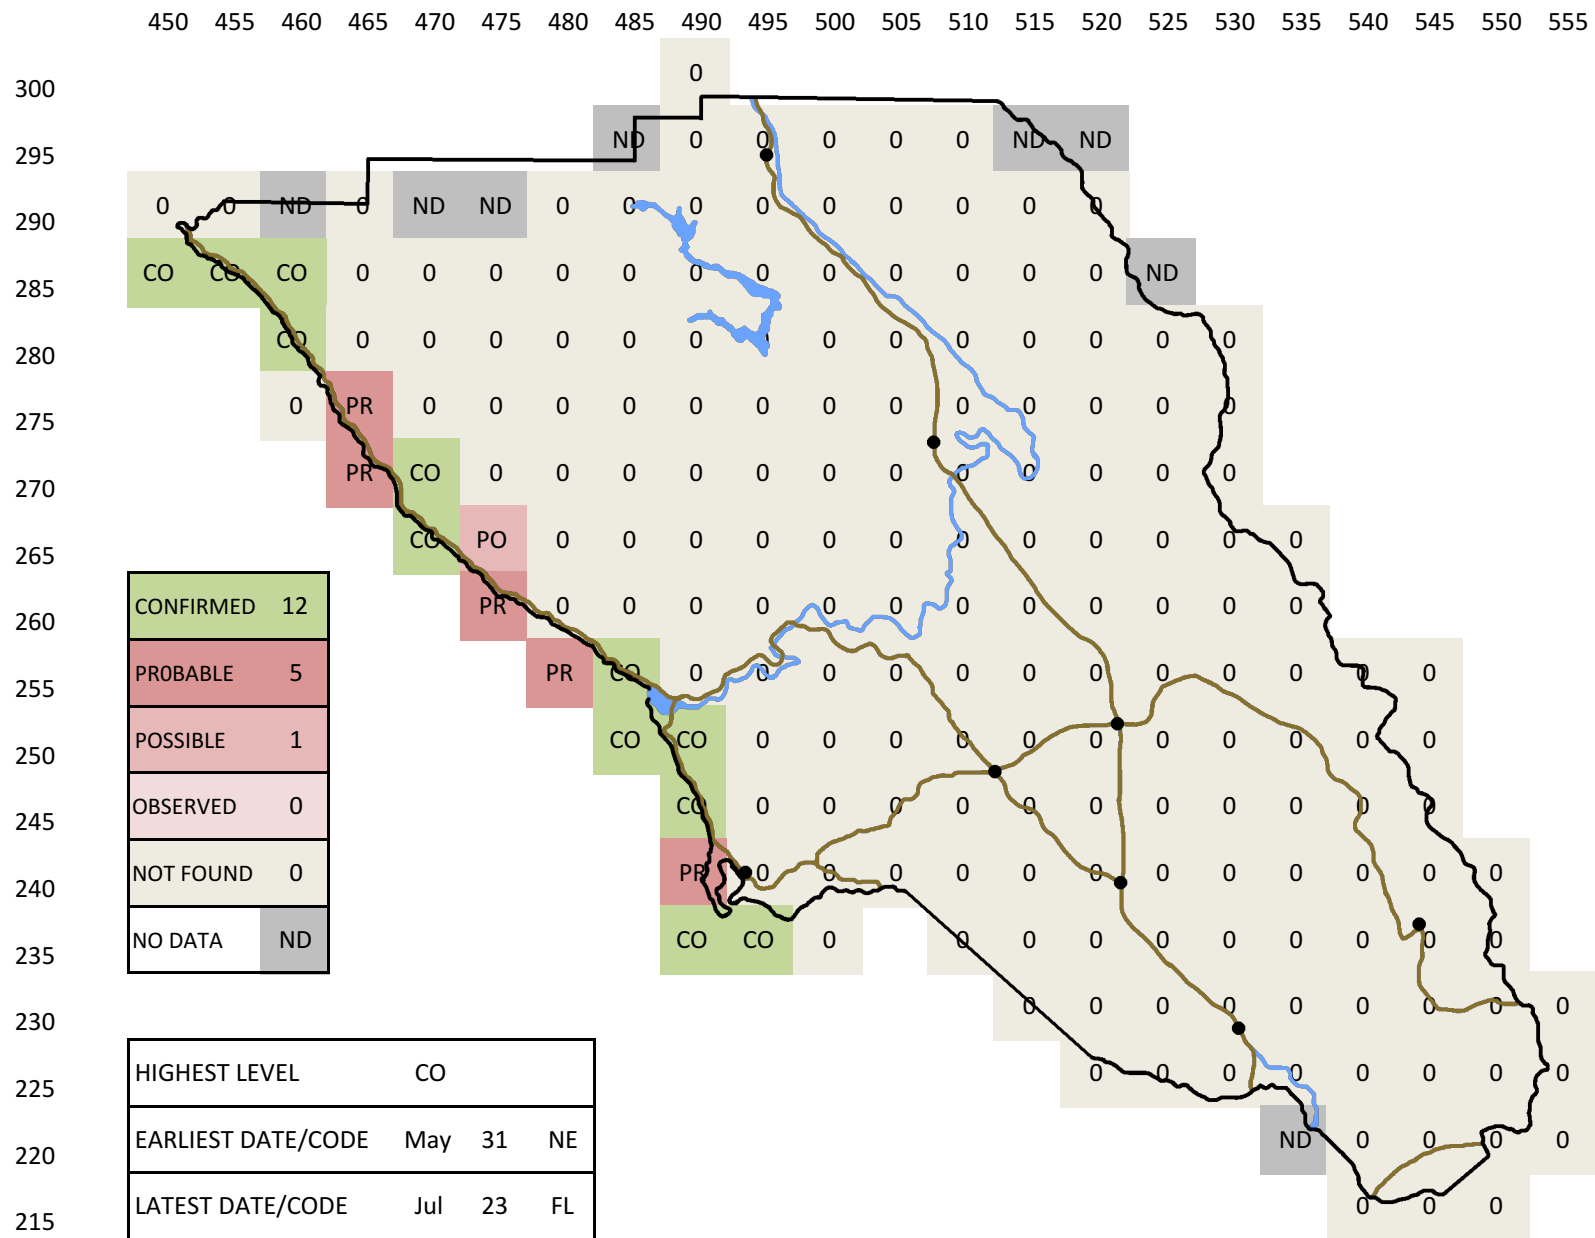 450 455 460 465 470 475 480 485 490 495 500 505 510 515 520 525 530 535 540 545 550 555
300 0
295 ND 0 0 0 0 0 ND ND
290 0 0 ND 0 ND ND 0 0 0 0 0 0 0 0 0
285 CO CO CO 0 0 0 0 0 0 0 0 0 0 0 0 ND
280 CO 0 0 0 0 0 0 0 0 0 0 0 0 0 0
275 0 PR 0 0 0 0 0 0 0 0 0 0 0 0 0
270 PR CO 0 0 0 0 0 0 0 0 0 0 0 0
265 CO PO 0 0 0 0 0 0 0 0 0 0 0 0
260 PR 0 0 0 0 0 0 0 0 0 0 0 0
255 PR CO 0 0 0 0 0 0 0 0 0 0 0 0
250 CO CO 0 0 0 0 0 0 0 0 0 0 0
245 CO 0 0 0 0 0 0 0 0 0 0 0
240 PR 0 0 0 0 0 0 0 0 0 0 0 0
235 CO CO 0 0 0 0 0 0 0 0 0 0
230 0 0 0 0 0 0 0 0 0
225 0 0 0 0 0 0 0 0
220 ND 0 0 0 0
215 0 0 0
CONFIRMED 12
PR0BABLE 5
POSSIBLE 1
OBSERVED 0
NOT FOUND 0
NO DATA ND
HIGHEST LEVEL CO
EARLIEST DATE/CODE May 31 NE
LATEST DATE/CODE Jul 23 FL